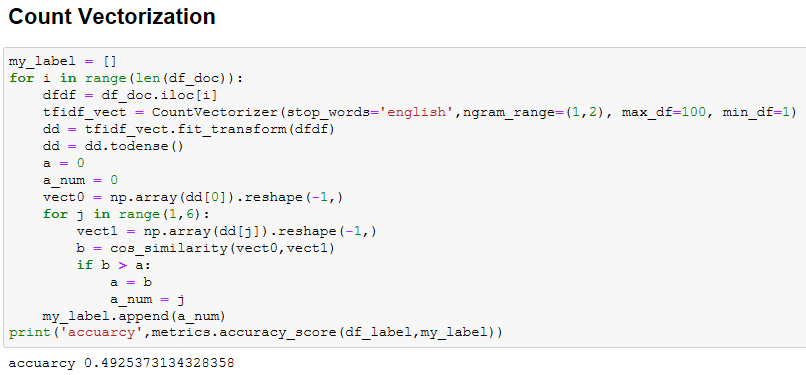 Count Vectorization
my_label = []
for i in range(len(df_doc)):
    dfdf = df_doc.iloc[i]
    tfidf_vect = CountVectorizer(stop_words='english',ngram_range=(1,2), max_df=100, min_df=1)
    dd = tfidf_vect.fit_transform(dfdf)
    dd = dd.todense()
    a = 0
    a_num = 0
    vect0 = np.array(dd[0]).reshape(-1,)
    for j in range(1,6):
        vect1 = np.array(dd[j]).reshape(-1,)
        b = cos_similarity(vect0,vect1)
        if b > a:
            a = b
            a_num = j
    my_label.append(a_num)
print('accuarcy',metrics.accuracy_score(df_label,my_label))
accuarcy 0.4925373134328358